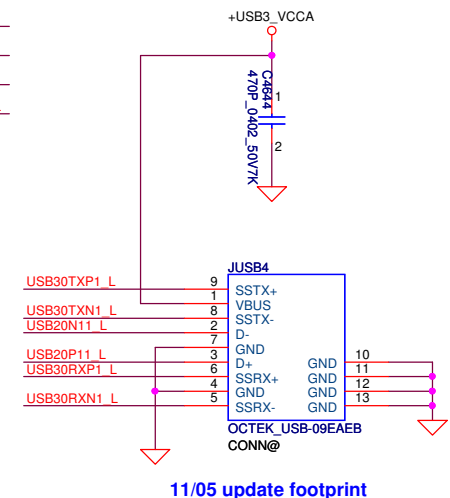 +USB3_VCCA
C4644
470P_0402_50V7K
1
2
JUSB4
USB30TXP1_L 9 SSTX+
1 VBUS
USB30TXN1_L 8 SSTX-
USB20N11_L 2 D-
7 GND
USB20P11_L 3 D+ GND 10
USB30RXP1_L 6 SSRX+ GND 11
4 GND GND 12
USB30RXN1_L 5 SSRX- GND 13
OCTEK_USB-09EAEB
CONN@
11/05 update footprint